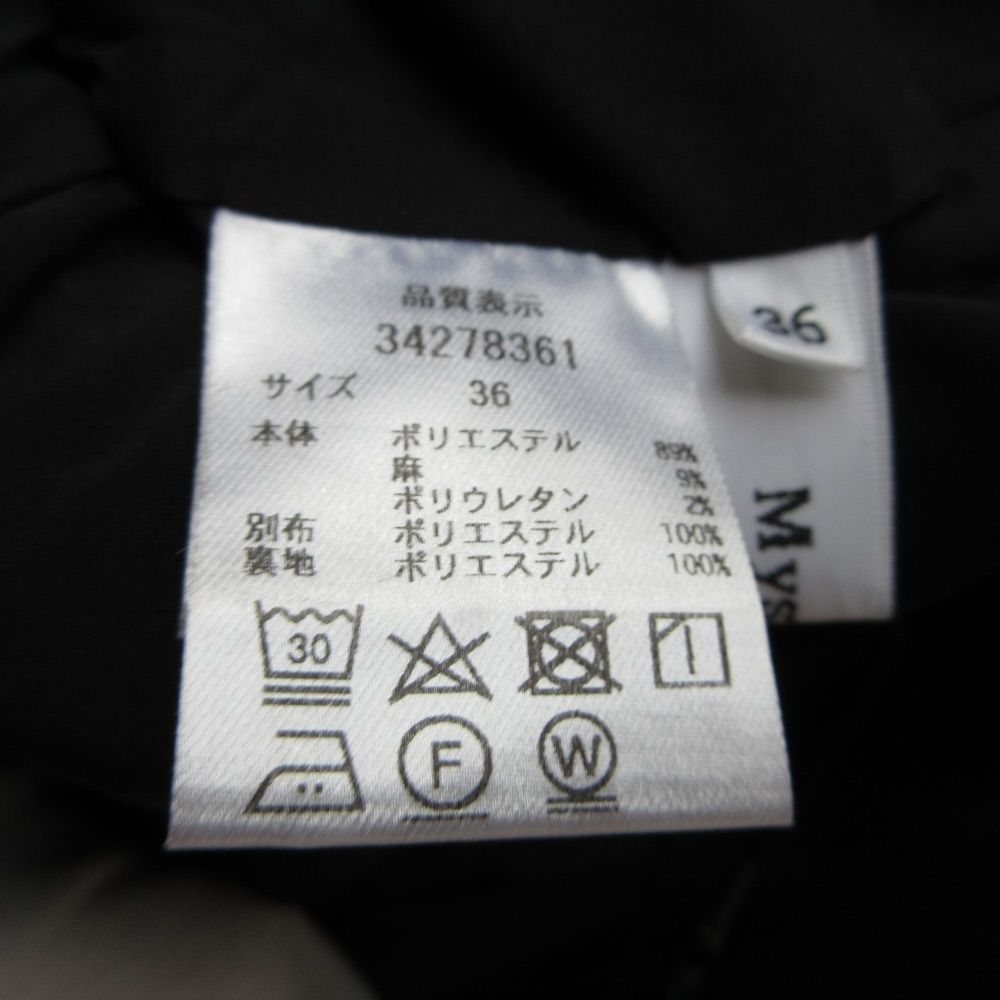 品質表示
34278361
サイズ 36
本体 ポリエステル 89%
麻 9%
ポリウレタン 2%
別布 ポリエステル 100%
裏地 ポリエステル 100%
30
F
W
36
Mys